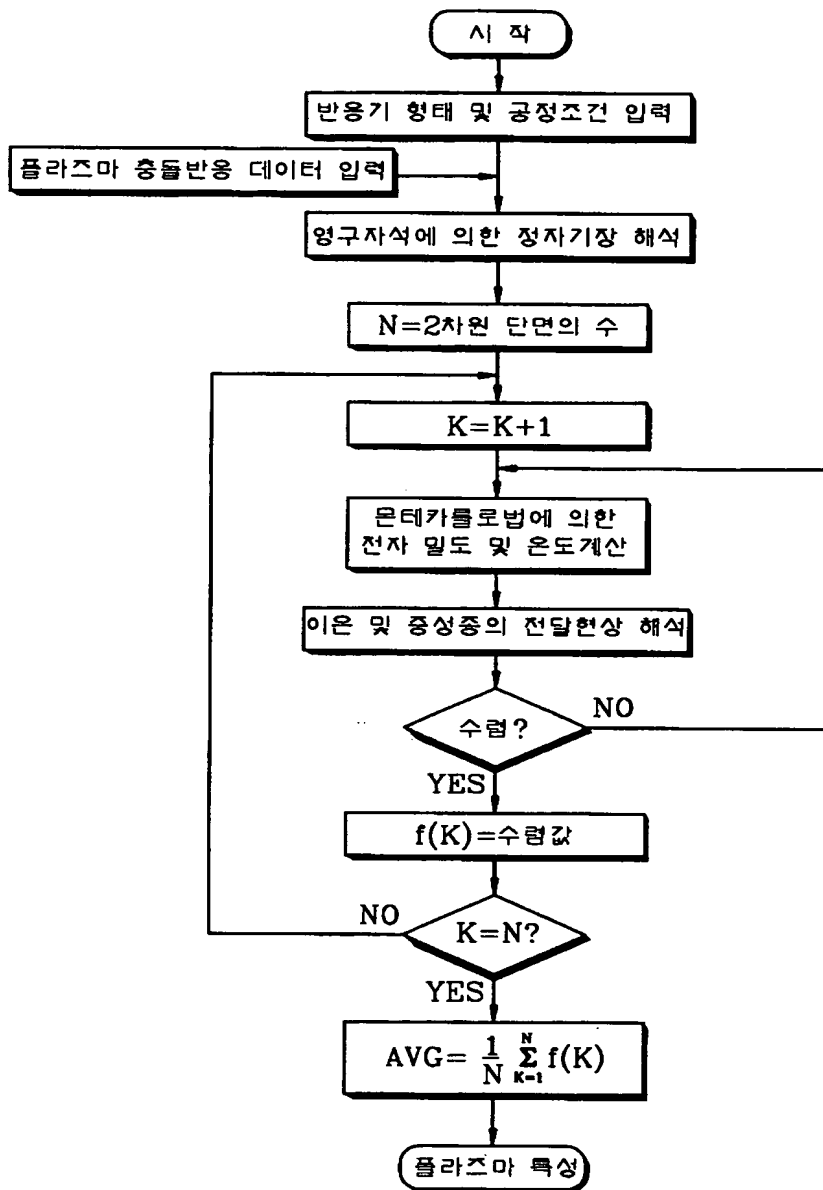 시 작
반응기 형태 및 공정조건 입력
플라즈마 충돌반응 데이터 입력
영구자석에 의한 정자기장 해석
N=2차원 단면의 수
K=K+1
몬테카를로법에 의한
전자 밀도 및 온도계산
이온 및 중성종의 전달현상 해석
수렴?
NO
YES
f(K)=수렴값
NO
K=N?
YES
AVG= 1/N Σ_{K=1}^{N} f(K)
플라즈마 특성